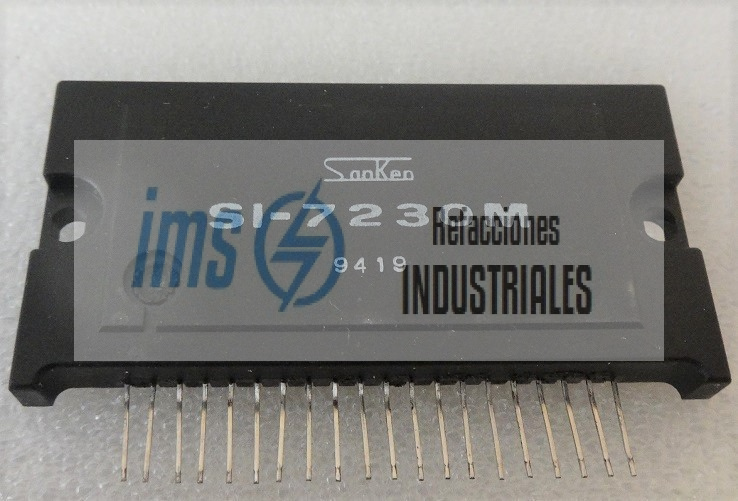 SanKen
SI-7230M
ims
Refacciones
9419
INDUSTRIALES